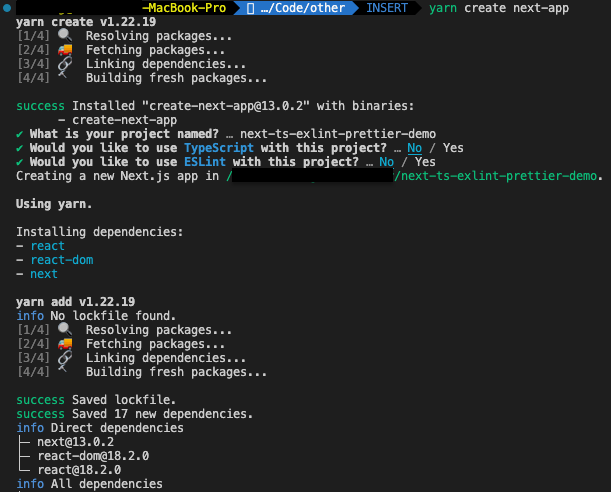 -MacBook-Pro …/Code/other INSERT yarn create next-app
yarn create v1.22.19
[1/4] 🔍 Resolving packages...
[2/4] 🚚 Fetching packages...
[3/4] 🔗 Linking dependencies...
[4/4] 🔨 Building fresh packages...
success Installed "create-next-app@13.0.2" with binaries:
- create-next-app
✔ What is your project named? … next-ts-exlint-prettier-demo
✔ Would you like to use TypeScript with this project? … No / Yes
✔ Would you like to use ESLint with this project? … No / Yes
Creating a new Next.js app in / /next-ts-exlint-prettier-demo.
Using yarn.
Installing dependencies:
- react
- react-dom
- next
yarn add v1.22.19
info No lockfile found.
[1/4] 🔍 Resolving packages...
[2/4] 🚚 Fetching packages...
[3/4] 🔗 Linking dependencies...
[4/4] 🔨 Building fresh packages...
success Saved lockfile.
success Saved 17 new dependencies.
info Direct dependencies
├─ next@13.0.2
├─ react-dom@18.2.0
└─ react@18.2.0
info All dependencies